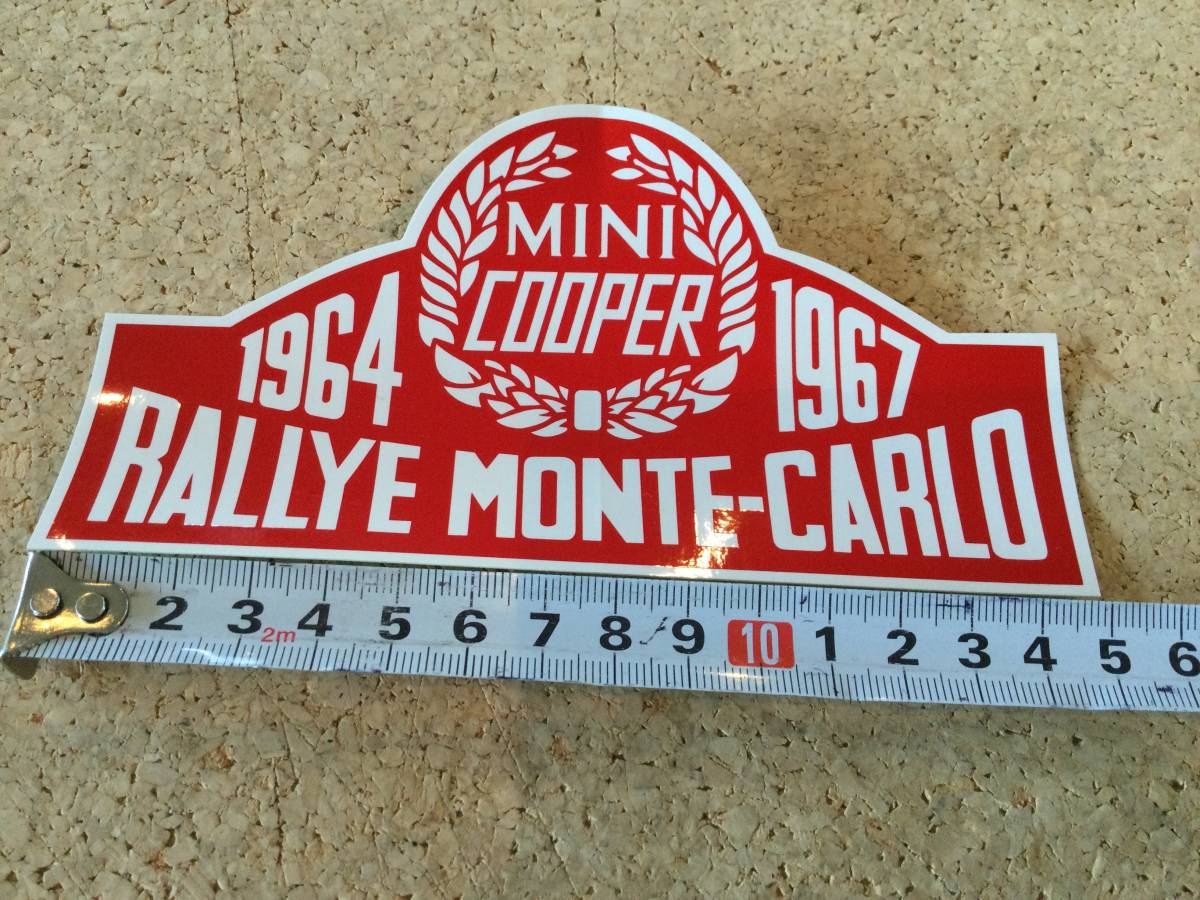 MINI
COOPER
1964 1967
RALLYE MONTE-CARLO
2 3 4 5 6 7 8 9 10 1 2 3 4 5 6
2m